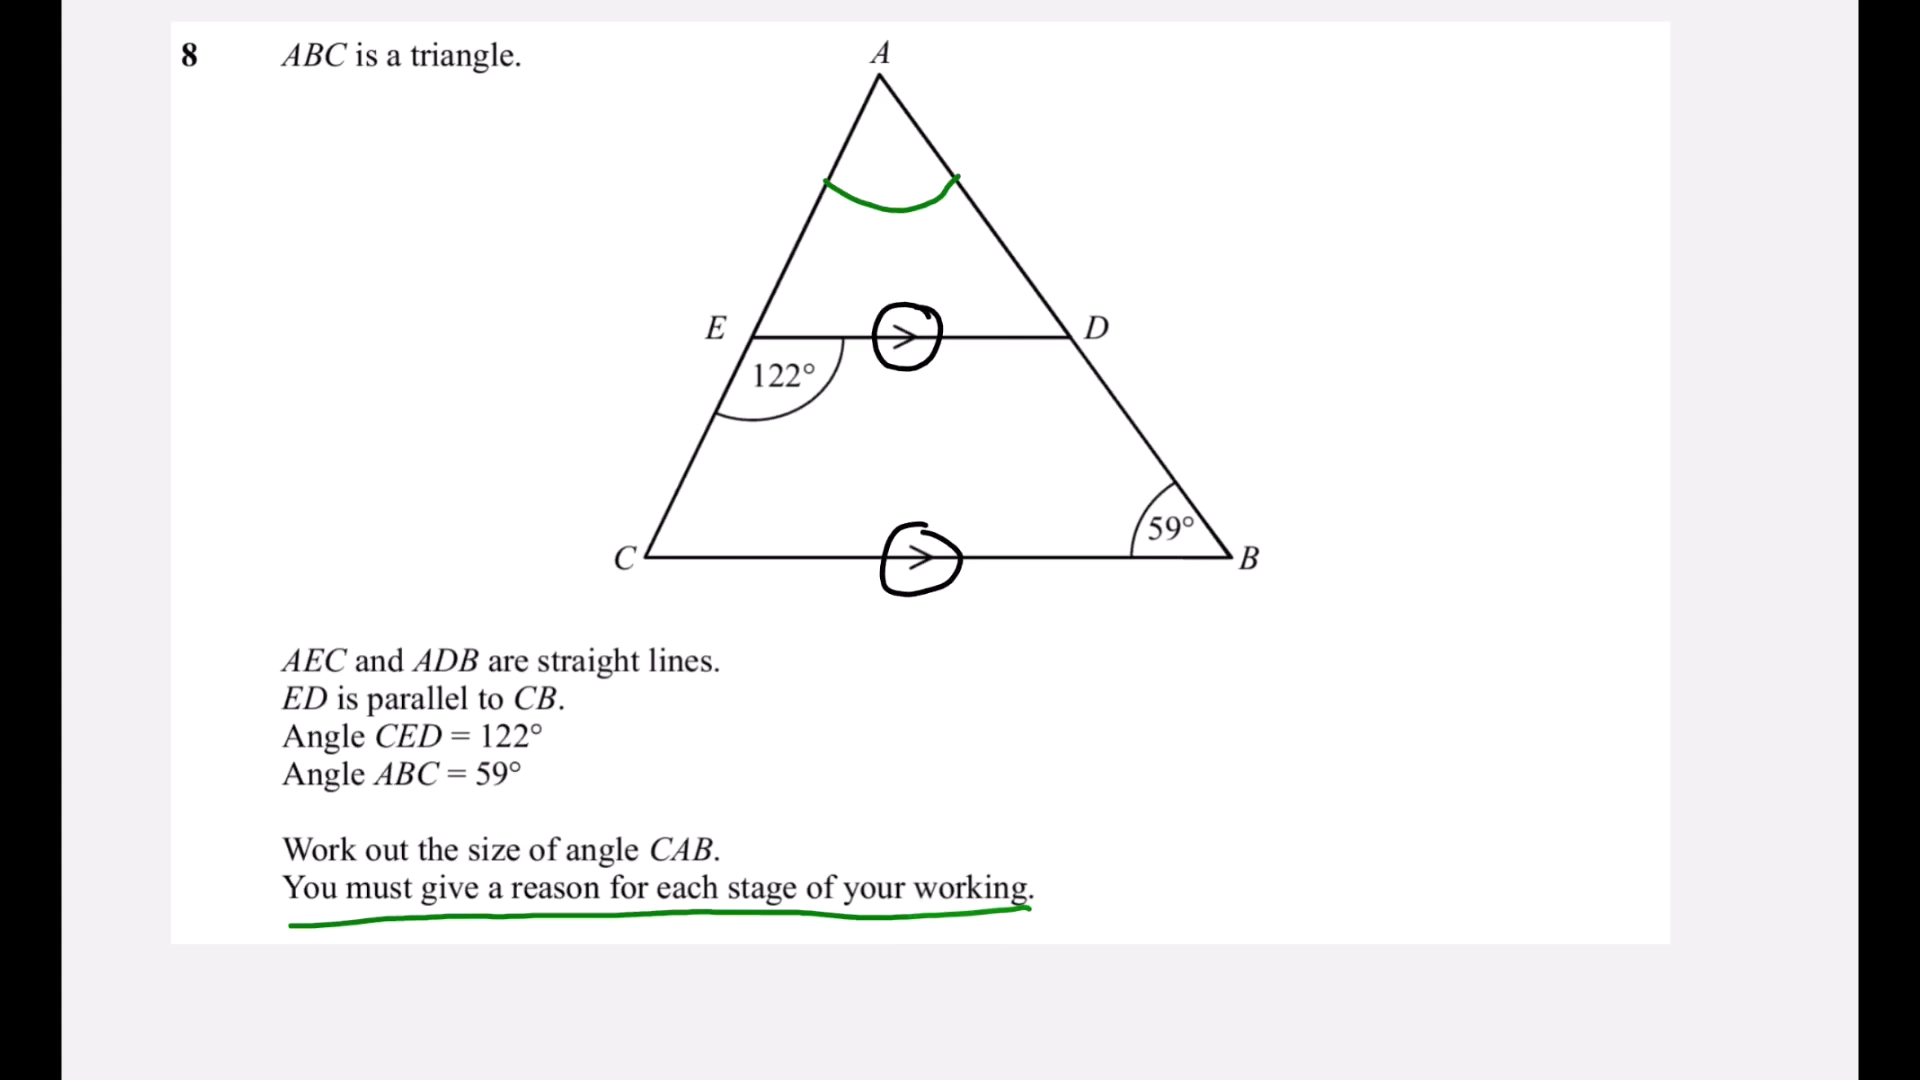 8 ABC is a triangle.
A
E
D
122°
59°
C
B
AEC and ADB are straight lines.
ED is parallel to CB.
Angle CED = 122°
Angle ABC = 59°
Work out the size of angle CAB.
You must give a reason for each stage of your working.